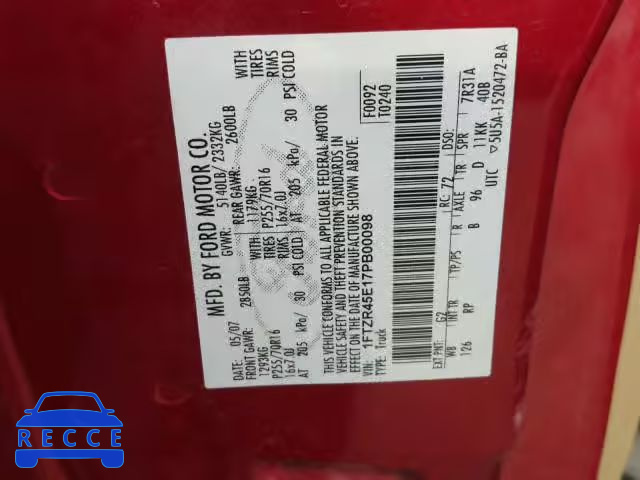 MFD. BY FORD MOTOR CO.
DATE: 05/07 GVWR: 5140LB/ 2332KG
FRONT GAWR: 2850LB REAR GAWR: 2600LB
1293KG WITH 1179KG WITH
P255/70R16 TIRES P255/70R16 TIRES
16x7.0J RIMS 16x7.0J RIMS
AT 205 kPa/ 30 PSI COLD AT 205 kPa/ 30 PSI COLD
THIS VEHICLE CONFORMS TO ALL APPLICABLE FEDERAL MOTOR
VEHICLE SAFETY AND THEFT PREVENTION STANDARDS IN
EFFECT ON THE DATE OF MANUFACTURE SHOWN ABOVE.
VIN: 1FTZR45E17PB00098 F0092
TYPE: Truck T0240
EXT PNT: G2 RC: 72 DSO:
WB INT TR TP/PS R AXLE TR SPR 7R31A
126 RP B 96 D 11KK 40B
UTC ▽5U5A-1520472-BA
RECCE